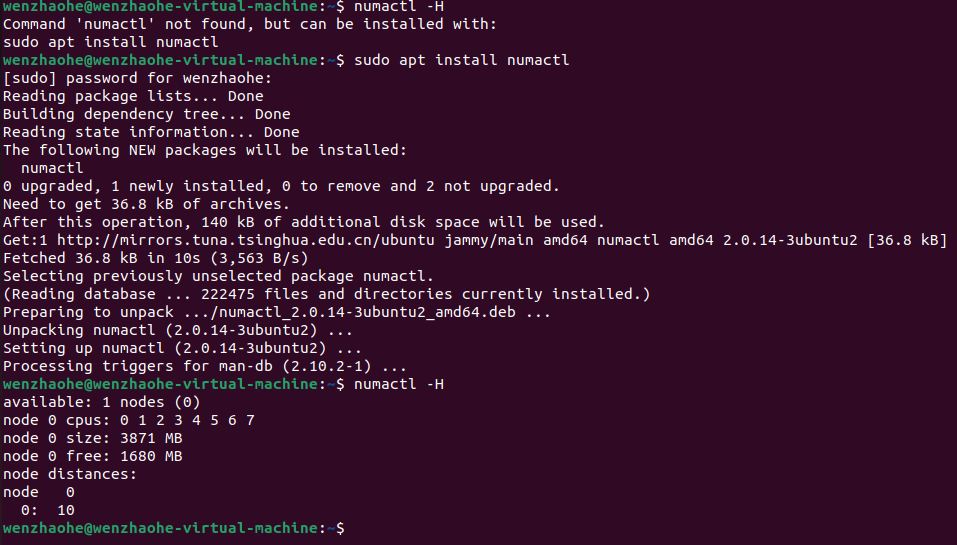 wenzhaohe@wenzhaohe-virtual-machine:~$ numactl -H
Command 'numactl' not found, but can be installed with:
sudo apt install numactl
wenzhaohe@wenzhaohe-virtual-machine:~$ sudo apt install numactl
[sudo] password for wenzhaohe:
Reading package lists... Done
Building dependency tree... Done
Reading state information... Done
The following NEW packages will be installed:
  numactl
0 upgraded, 1 newly installed, 0 to remove and 2 not upgraded.
Need to get 36.8 kB of archives.
After this operation, 140 kB of additional disk space will be used.
Get:1 http://mirrors.tuna.tsinghua.edu.cn/ubuntu jammy/main amd64 numactl amd64 2.0.14-3ubuntu2 [36.8 kB]
Fetched 36.8 kB in 10s (3,563 B/s)
Selecting previously unselected package numactl.
(Reading database ... 222475 files and directories currently installed.)
Preparing to unpack .../numactl_2.0.14-3ubuntu2_amd64.deb ...
Unpacking numactl (2.0.14-3ubuntu2) ...
Setting up numactl (2.0.14-3ubuntu2) ...
Processing triggers for man-db (2.10.2-1) ...
wenzhaohe@wenzhaohe-virtual-machine:~$ numactl -H
available: 1 nodes (0)
node 0 cpus: 0 1 2 3 4 5 6 7
node 0 size: 3871 MB
node 0 free: 1680 MB
node distances:
node   0
  0:  10
wenzhaohe@wenzhaohe-virtual-machine:~$